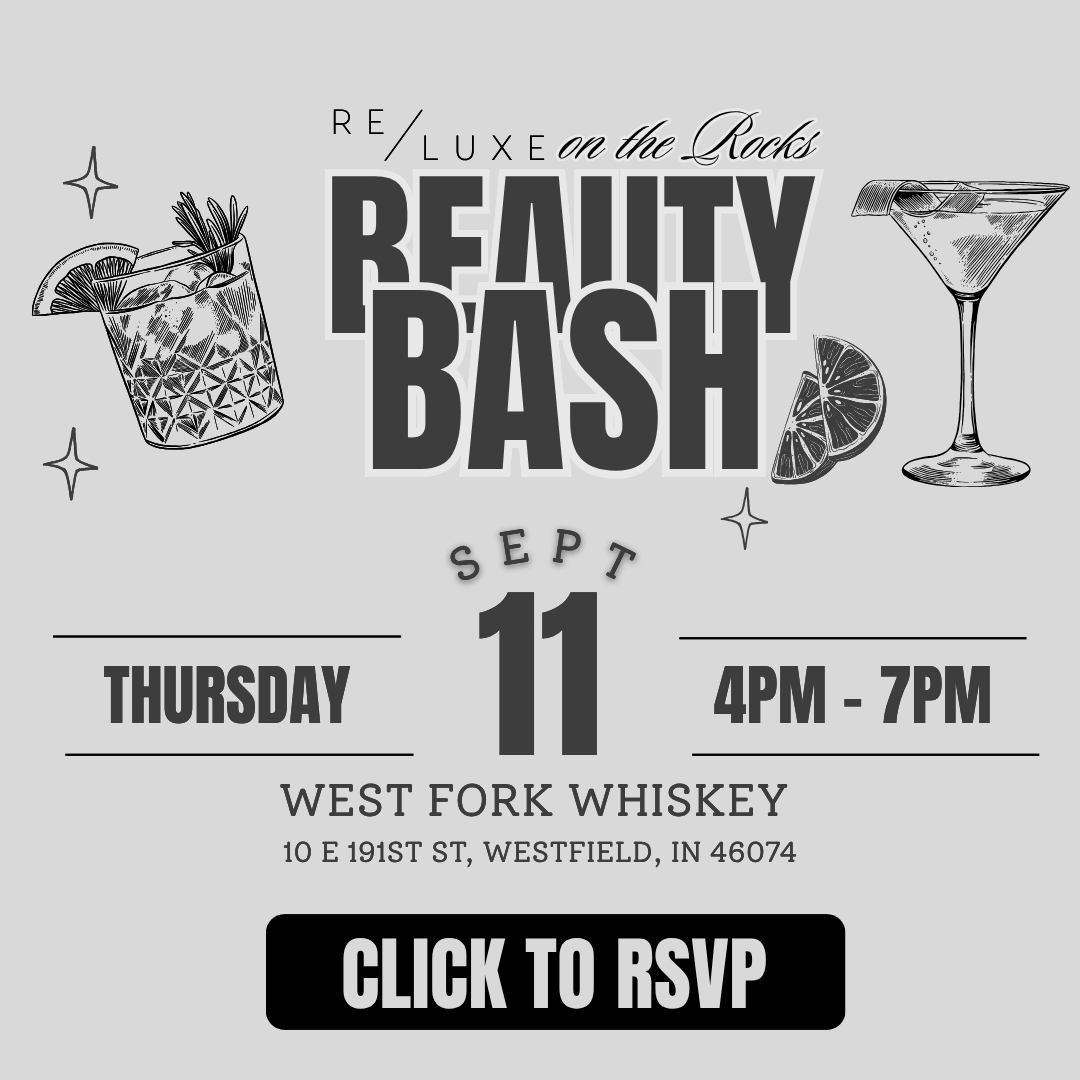 RE/LUXE on the Rocks
BEAUTY
BASH
SEPT
11
THURSDAY
4PM - 7PM
WEST FORK WHISKEY
10 E 191ST ST, WESTFIELD, IN 46074
CLICK TO RSVP